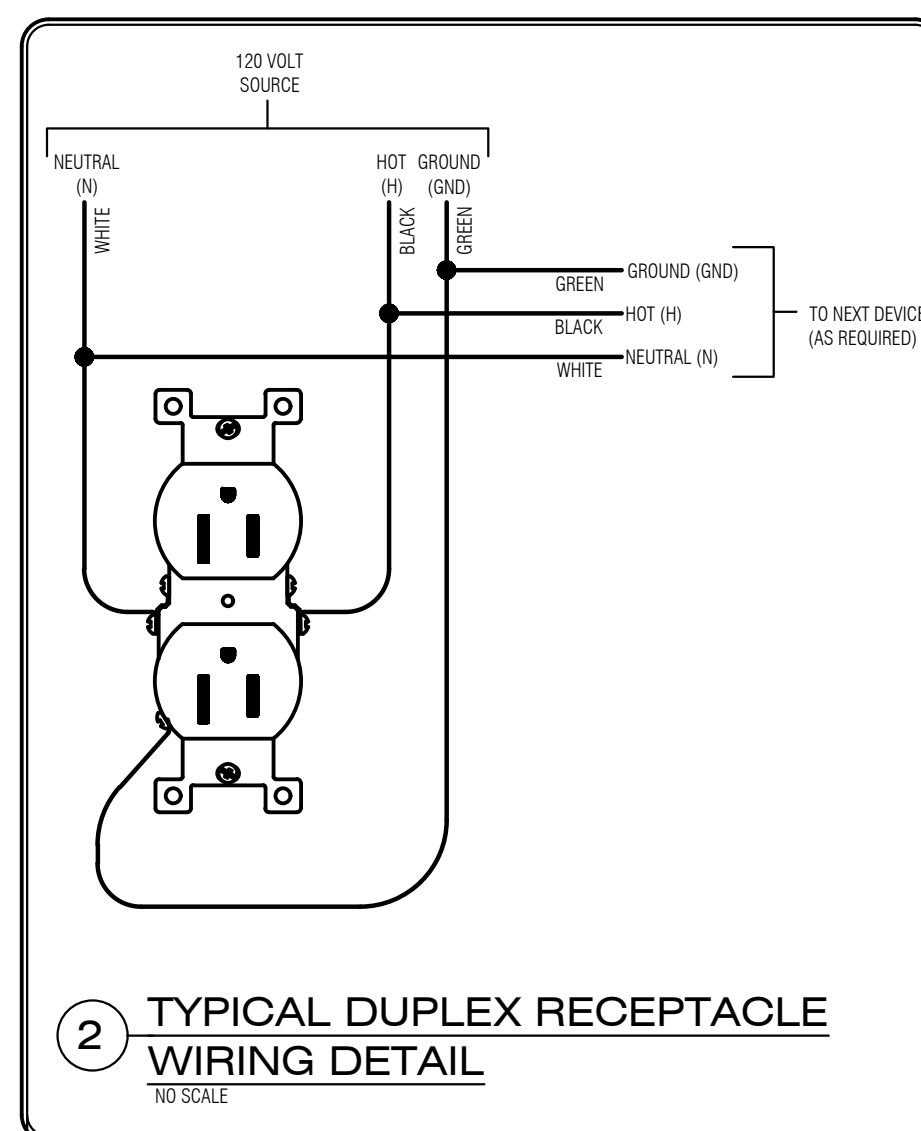 120 VOLT
SOURCE
NEUTRAL
(N)
HOT
(H)
GROUND
(GND)
WHITE
BLACK
GREEN
GREEN
GROUND (GND)
BLACK
HOT (H)
WHITE
NEUTRAL (N)
TO NEXT DEVICE
(AS REQUIRED)
2
TYPICAL DUPLEX RECEPTACLE
WIRING DETAIL
NO SCALE